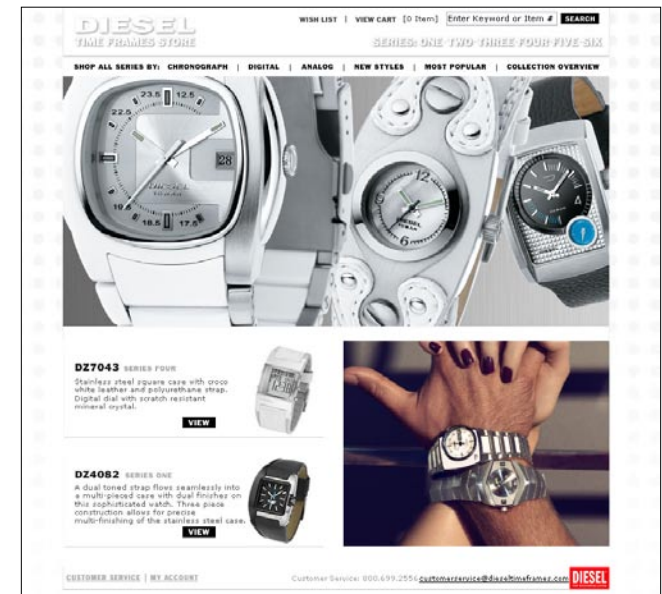 DIESEL
TIME FRAMES STORE
WISH LIST | VIEW CART [0 Item] Enter Keyword or Item # SEARCH
SERIES: ONE TWO THREE FOUR FIVE SIX
SHOP ALL SERIES BY: CHRONOGRAPH | DIGITAL | ANALOG | NEW STYLES | MOST POPULAR | COLLECTION OVERVIEW
23.5 12.5
22.5
28
DIESEL
19.5
18.5 17.5
12
DIESEL
6
DZ7043 SERIES FOUR
Stainless steel square case with croco
white leather and polyurethane strap.
Digital dial with scratch resistant
mineral crystal.
VIEW
DZ4082 SERIES ONE
A dual toned strap flows seamlessly into
a multi-pieced case with dual finishes on
this sophisticated watch. Three piece
construction allows for precise
multi-finishing of the stainless steel case.
VIEW
CUSTOMER SERVICE | MY ACCOUNT
Customer Service: 800.699.2556 customerservice@dieseltimeframes.com DIESEL